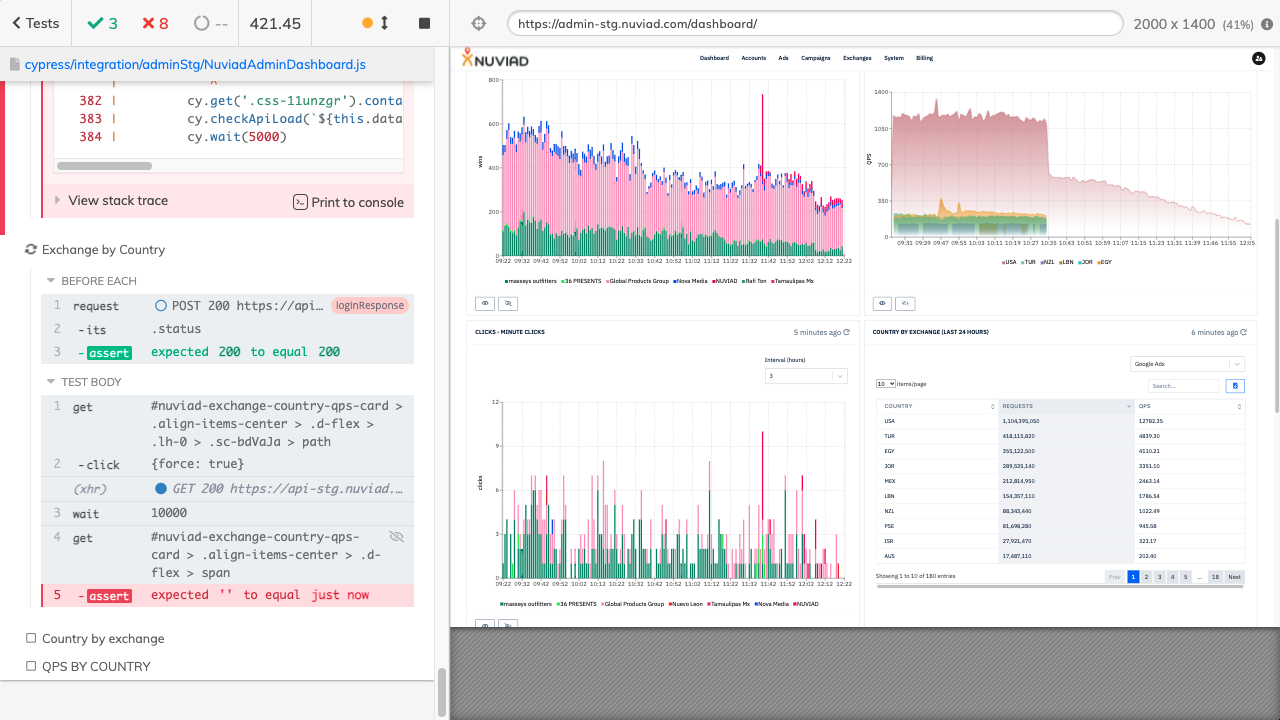 Tests
3
8
--
421.45
https://admin-stg.nuviad.com/dashboard/
2000 x 1400 (41%)
cypress/integration/adminStg/NuviadAdminDashboard.js
382 | cy.get('.css-11unzgr').conta
383 | cy.checkApiLoad(`${this.data
384 | cy.wait(5000)
View stack trace
Print to console
Exchange by Country
BEFORE EACH
1 request POST 200 https://api... loginResponse
2 -its .status
3 -assert expected 200 to equal 200
TEST BODY
1 get #nuviad-exchange-country-qps-card >
.align-items-center > .d-flex >
.lh-0 > .sc-bdVaJa > path
2 -click {force: true}
(xhr) GET 200 https://api-stg.nuviad....
3 wait 10000
4 get #nuviad-exchange-country-qps-
card > .align-items-center > .d-
flex > span
5 -assert expected '' to equal just now
Country by exchange
QPS BY COUNTRY
NUVIAD
Dashboard Accounts Ads Campaigns Exchanges System Billing
800
600
400
200
0
wins
09:22 09:32 09:42 09:52 10:02 10:12 10:22 10:32 10:42 10:52 11:02 11:12 11:22 11:32 11:42 11:52 12:02 12:12 12:22
masseys outfitters 36 PRESENTS Global Products Group Nova Media NUVIAD Rafi Ton Tamaulipas Mx
1400
1050
700
350
0
QPS
09:31 09:39 09:47 09:55 10:03 10:11 10:19 10:27 10:35 10:43 10:51 10:59 11:07 11:15 11:23 11:31 11:39 11:46 11:55 12:05
USA TUR NZL LBN JOR EGY
CLICKS - MINUTE CLICKS
5 minutes ago
Interval (hours)
3
12
9
6
3
0
clicks
09:22 09:32 09:42 09:52 10:02 10:12 10:22 10:32 10:42 10:52 11:02 11:12 11:22 11:32 11:42 11:52 12:02 12:12 12:22
masseys outfitters 36 PRESENTS Global Products Group Nuevo Leon Tamaulipas Mx Nova Media NUVIAD
COUNTRY BY EXCHANGE (LAST 24 HOURS)
6 minutes ago
Google Adx
10 items/page
Search...
COUNTRY REQUESTS QPS
USA 1,104,395,050 12782.35
TUR 418,115,820 4839.30
EGY 355,122,500 4110.21
JOR 289,535,140 3351.10
MEX 212,814,950 2463.14
LBN 154,357,110 1786.54
NZL 88,343,440 1022.49
PSE 81,698,280 945.58
ISR 27,921,470 323.17
AUS 17,487,110 202.40
Showing 1 to 10 of 180 entries
Prev 1 2 3 4 5 ... 18 Next